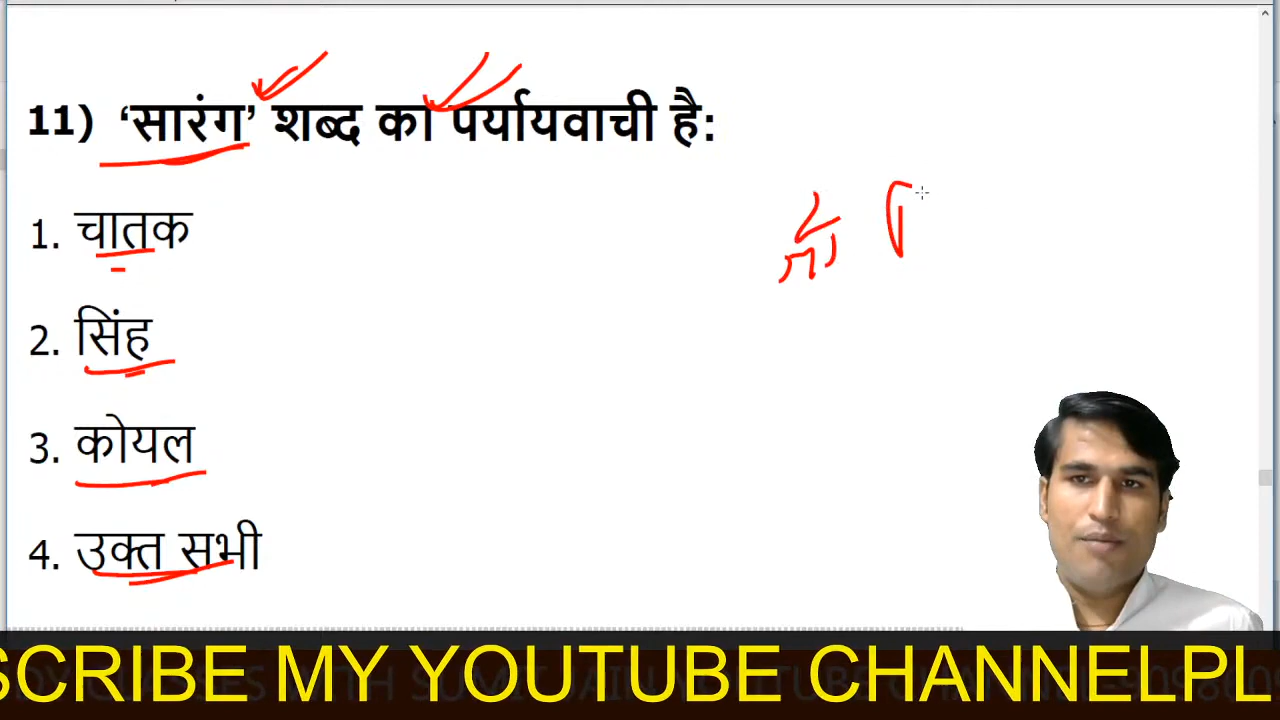 11) ‘सारंग’ शब्द का पर्यायवाची है:
1. चातक
2. सिंह
3. कोयल
4. उक्त सभी
SCRIBE MY YOUTUBE CHANNELPL